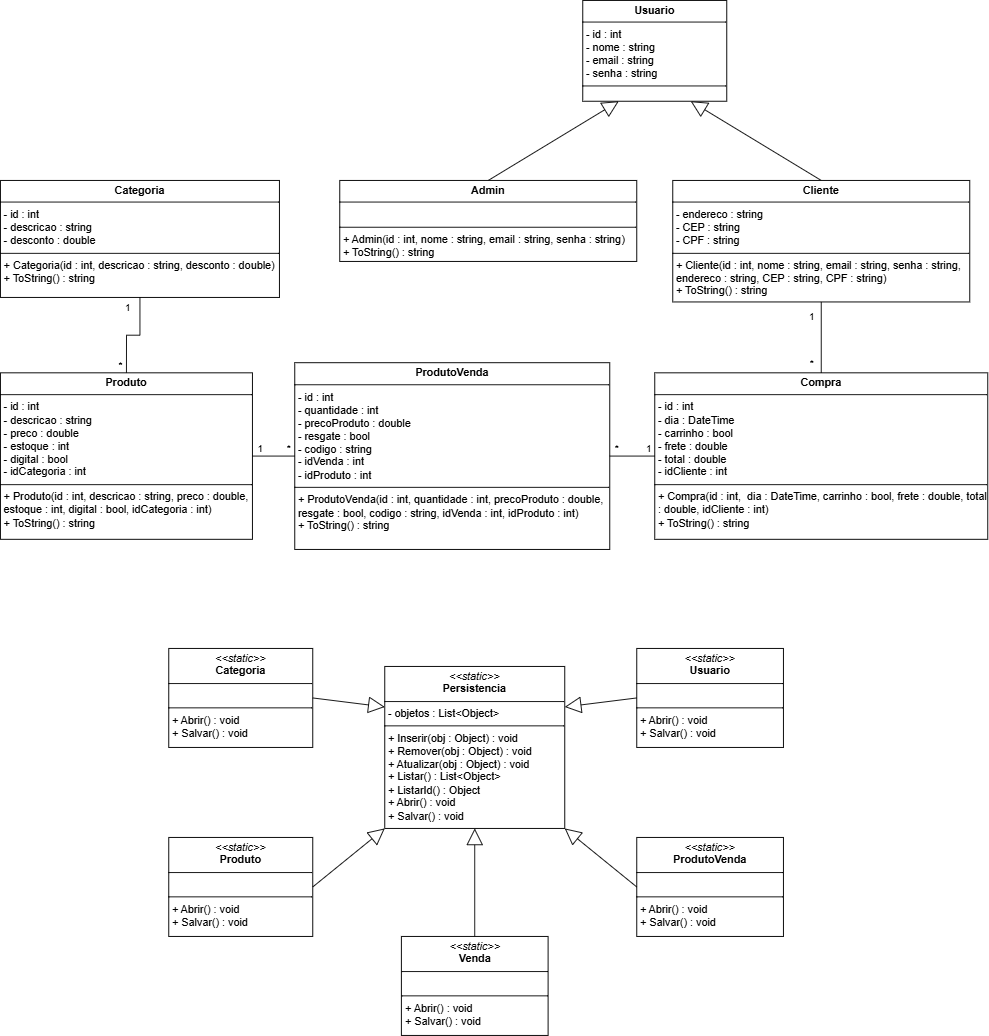 Usuario
- id : int
- nome : string
- email : string
- senha : string
Categoria
- id : int
- descricao : string
- desconto : double
+ Categoria(id : int, descricao : string, desconto : double)
+ ToString() : string
Admin
+ Admin(id : int, nome : string, email : string, senha : string)
+ ToString() : string
Cliente
- endereco : string
- CEP : string
- CPF : string
+ Cliente(id : int, nome : string, email : string, senha : string,
endereco : string, CEP : string, CPF : string)
+ ToString() : string
1
*
1
*
Produto
- id : int
- descricao : string
- preco : double
- estoque : int
- digital : bool
- idCategoria : int
+ Produto(id : int, descricao : string, preco : double,
estoque : int, digital : bool, idCategoria : int)
+ ToString() : string
1
*
ProdutoVenda
- id : int
- quantidade : int
- precoProduto : double
- resgate : bool
- codigo : string
- idVenda : int
- idProduto : int
+ ProdutoVenda(id : int, quantidade : int, precoProduto : double,
resgate : bool, codigo : string, idVenda : int, idProduto : int)
+ ToString() : string
*
1
Compra
- id : int
- dia : DateTime
- carrinho : bool
- frete : double
- total : double
- idCliente : int
+ Compra(id : int,  dia : DateTime, carrinho : bool, frete : double, total
: double, idCliente : int)
+ ToString() : string
<<static>>
Categoria
+ Abrir() : void
+ Salvar() : void
<<static>>
Persistencia
- objetos : List<Object>
+ Inserir(obj : Object) : void
+ Remover(obj : Object) : void
+ Atualizar(obj : Object) : void
+ Listar() : List<Object>
+ ListarId() : Object
+ Abrir() : void
+ Salvar() : void
<<static>>
Usuario
+ Abrir() : void
+ Salvar() : void
<<static>>
Produto
+ Abrir() : void
+ Salvar() : void
<<static>>
ProdutoVenda
+ Abrir() : void
+ Salvar() : void
<<static>>
Venda
+ Abrir() : void
+ Salvar() : void